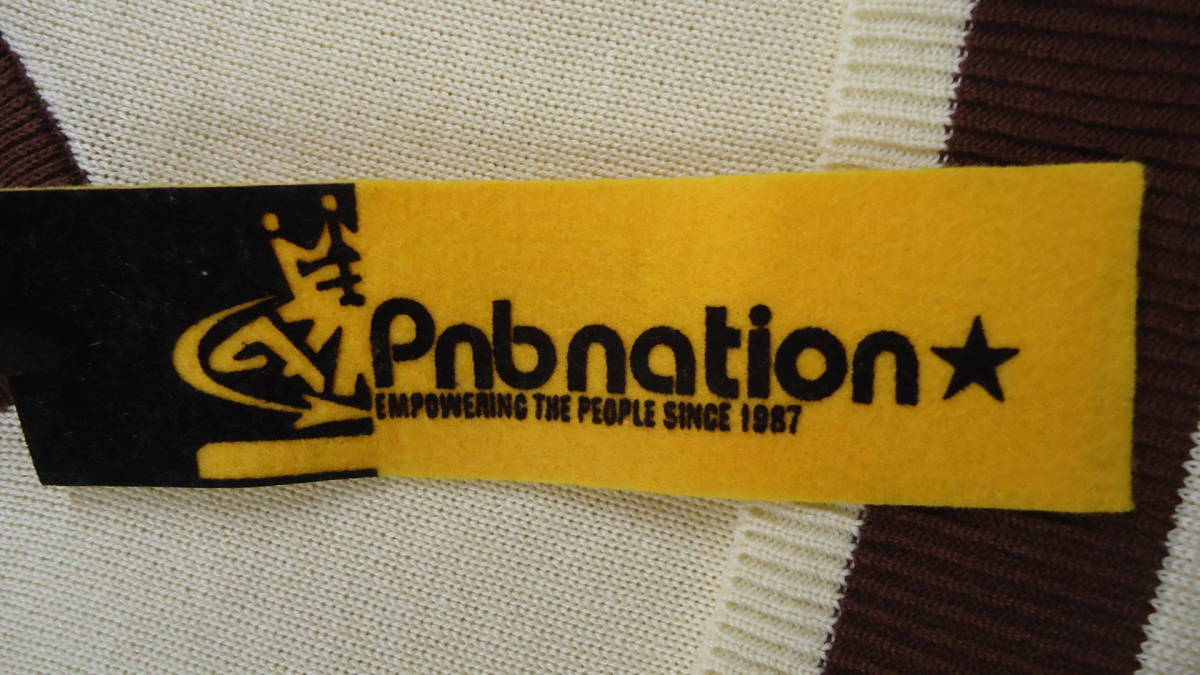 Pnbnation★
EMPOWERING THE PEOPLE SINCE 1987